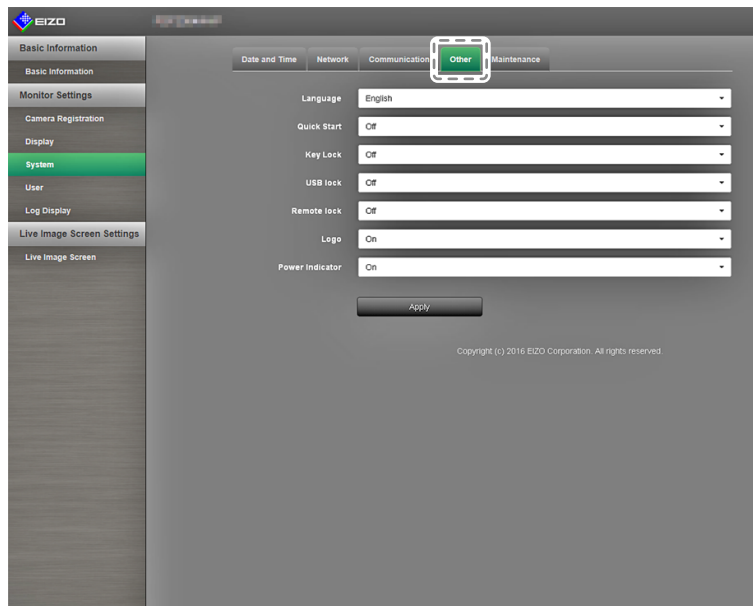 EIZO
Basic Information
Basic Information
Monitor Settings
Camera Registration
Display
System
User
Log Display
Live Image Screen Settings
Live Image Screen
Date and Time Network Communication Other Maintenance
Language English
Quick Start Off
Key Lock Off
USB lock Off
Remote lock Off
Logo On
Power Indicator On
Apply
Copyright (c) 2016 EIZO Corporation. All rights reserved.